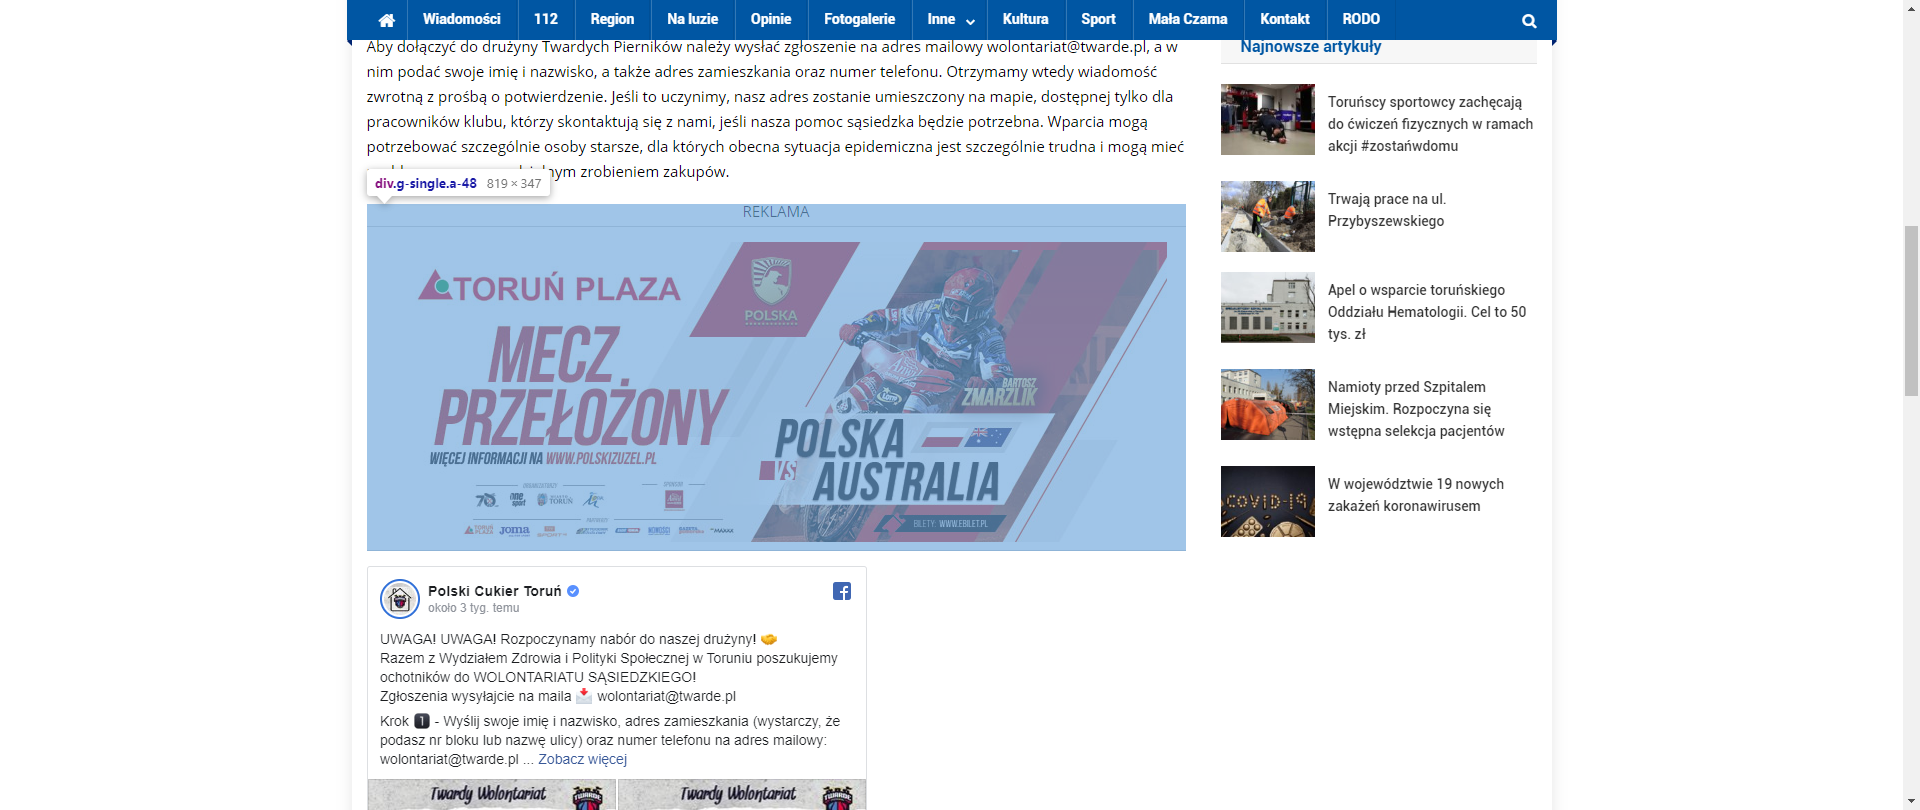 Wiadomości 112 Region Na luzie Opinie Fotogalerie Inne Kultura Sport Mała Czarna Kontakt RODO
Aby dołączyć do drużyny Twardych Pierników należy wysłać zgłoszenie na adres mailowy wolontariat@twarde.pl, a w
nim podać swoje imię i nazwisko, a także adres zamieszkania oraz numer telefonu. Otrzymamy wtedy wiadomość
zwrotną z prośbą o potwierdzenie. Jeśli to uczynimy, nasz adres zostanie umieszczony na mapie, dostępnej tylko dla
pracowników klubu, którzy skontaktują się z nami, jeśli nasza pomoc sąsiedzka będzie potrzebna. Wparcia mogą
potrzebować szczególnie osoby starsze, dla których obecna sytuacja epidemiczna jest szczególnie trudna i mogą mieć
zrobieniem zakupów.
div.g-single.a-48 819 × 347
REKLAMA
TORUŃ PLAZA
POLSKA
MECZ
PRZEŁOŻONY
WIĘCEJ INFORMACJI NA WWW.POLSKIZUZEL.PL
BARTOSZ
ZMARZLIK
POLSKA
VS
AUSTRALIA
joma
BILETY: WWW.EBILET.PL
Polski Cukier Toruń
około 3 tyg. temu
UWAGA! UWAGA! Rozpoczynamy nabór do naszej drużyny! 🤝
Razem z Wydziałem Zdrowia i Polityki Społecznej w Toruniu poszukujemy
ochotników do WOLONTARIATU SĄSIEDZKIEGO!
Zgłoszenia wysyłajcie na maila 📩 wolontariat@twarde.pl
Krok 1 - Wyślij swoje imię i nazwisko, adres zamieszkania (wystarczy, że
podasz nr bloku lub nazwę ulicy) oraz numer telefonu na adres mailowy:
wolontariat@twarde.pl ... Zobacz więcej
Twardy Wolontariat
TWARDE
Twardy Wolontariat
TWARDE
Najnowsze artykuły
Toruńscy sportowcy zachęcają
do ćwiczeń fizycznych w ramach
akcji #zostańwdomu
Trwają prace na ul.
Przybyszewskiego
Apel o wsparcie toruńskiego
Oddziału Hematologii. Cel to 50
tys. zł
Namioty przed Szpitalem
Miejskim. Rozpoczyna się
wstępna selekcja pacjentów
COVID-19
W województwie 19 nowych
zakażeń koronawirusem